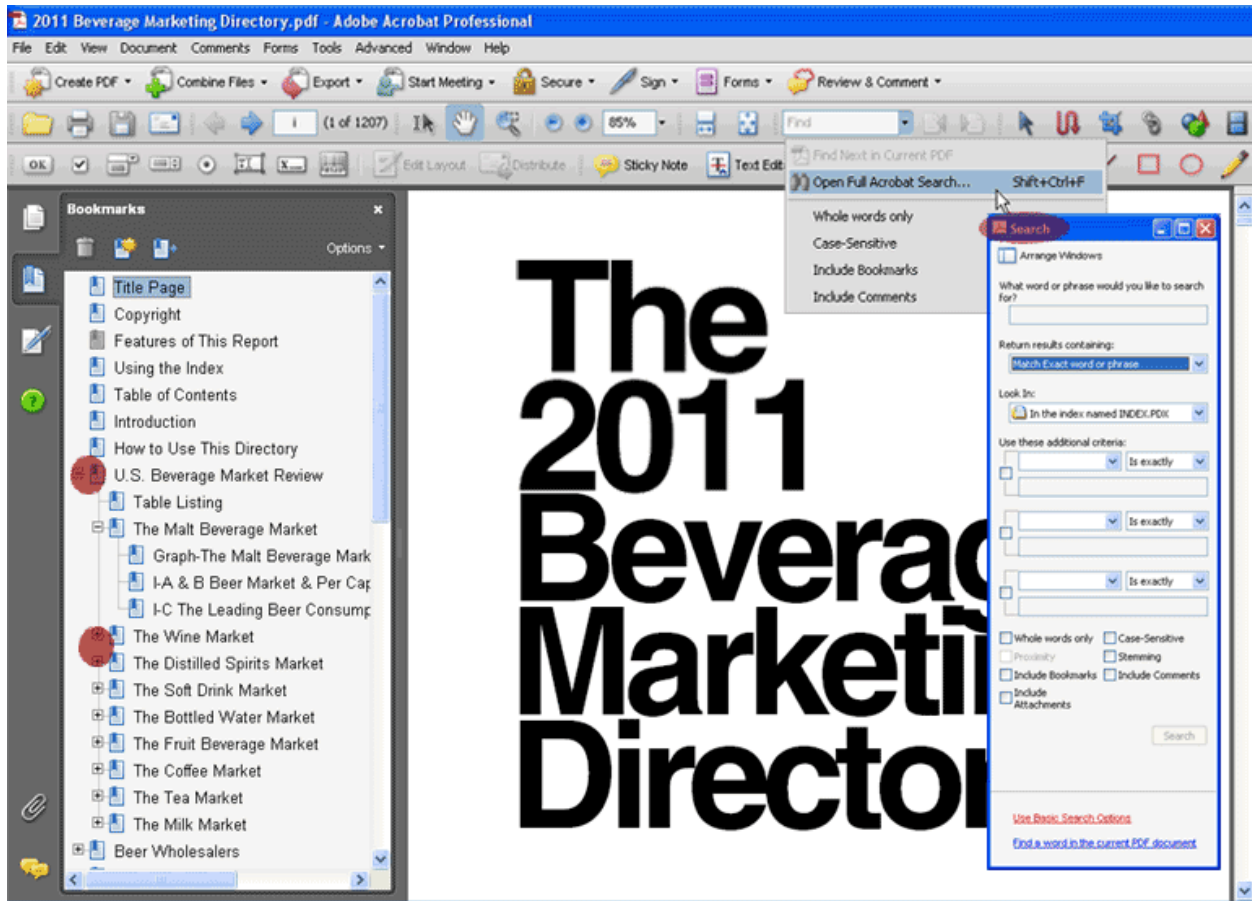 2011 Beverage Marketing Directory.pdf - Adobe Acrobat Professional
File Edit View Document Comments Forms Tools Advanced Window Help
Create PDF Combine Files Export Start Meeting Secure Sign Forms Review & Comment
i (1 of 1207) 85% Find
OK Edit Layout Distribute Sticky Note Text Edit
Find Next in Current PDF
Open Full Acrobat Search... Shift+Ctrl+F
Whole words only
Case-Sensitive
Include Bookmarks
Include Comments
Bookmarks
Options
Title Page
Copyright
Features of This Report
Using the Index
Table of Contents
Introduction
How to Use This Directory
U.S. Beverage Market Review
Table Listing
The Malt Beverage Market
Graph-The Malt Beverage Mark
I-A & B Beer Market & Per Cap
I-C The Leading Beer Consump
The Wine Market
The Distilled Spirits Market
The Soft Drink Market
The Bottled Water Market
The Fruit Beverage Market
The Coffee Market
The Tea Market
The Milk Market
Beer Wholesalers
The
2011
Beverag
Marketin
Director
Search
Arrange Windows
What word or phrase would you like to search
for?
Return results containing:
Match Exact word or phrase
Look In:
In the index named INDEX.PDX
Use these additional criteria:
Is exactly
Is exactly
Is exactly
Whole words only Case-Sensitive
Proximity Stemming
Include Bookmarks Include Comments
Include
Attachments
Search
Use Basic Search Options
Find a word in the current PDF document